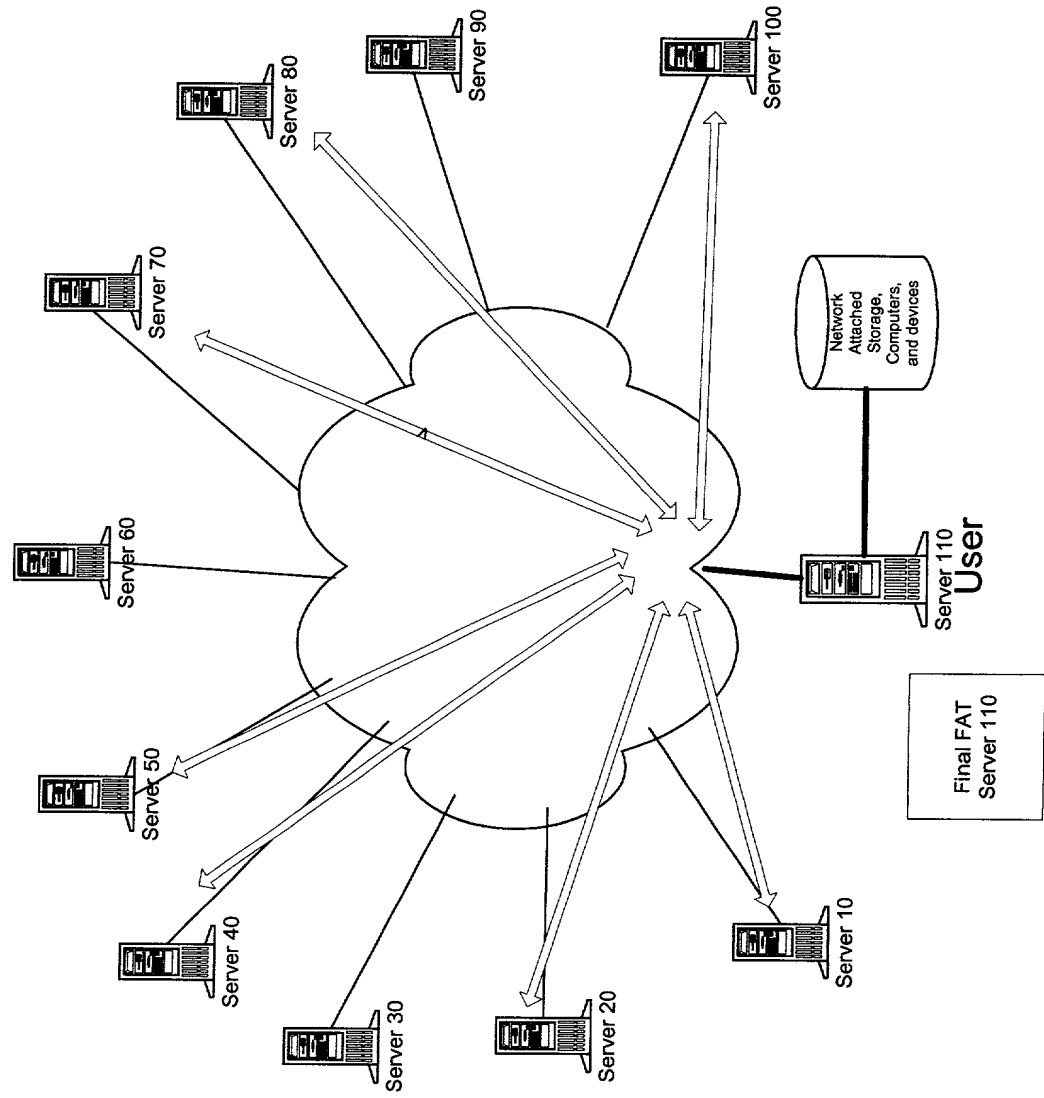 Server 10
Server 20
Server 30
Server 40
Server 50
Server 60
Server 70
Server 80
Server 90
Server 100
Server 110
User
Network
Attached
Storage,
Computers,
and devices
Final FAT
Server 110